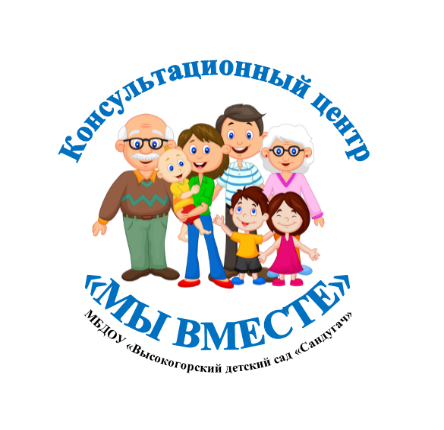 Консультационный центр
«МЫ ВМЕСТЕ»
МБДОУ «Высокогорский детский сад «Сандугач»